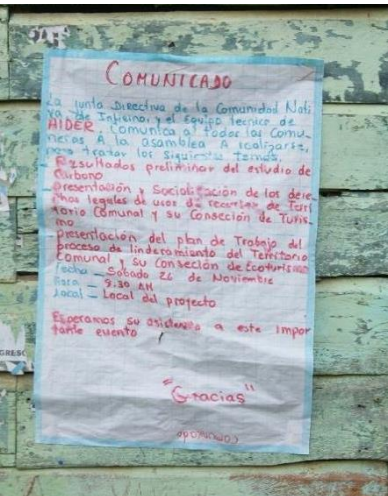 COMUNICADO
La junta Directiva de la Comunidad Nati
va de Infierno, y el Equipo tecnico de
AIDER, Comunica a todos los Comu-
neros A la asamblea A realizarse,
para tratar los siguientes temas.
- Resultados preliminar del estudio de
Carbono
- presentación y Socialización de los dere-
chos legales de usos de recursos de Terri
torio Comunal y su Conseción de Turis-
mo
- presentación del plan de Trabajo del
proceso de linderamiento del Territorio
Comunal y su Conseción de Ecoturismo
fecha - Sabado 26 de Noviembre
Hora - 9.30 AM
Local - Local del proyecto
Esperamos su asistencia a este impor
tante evento
"Gracias"
GRESO